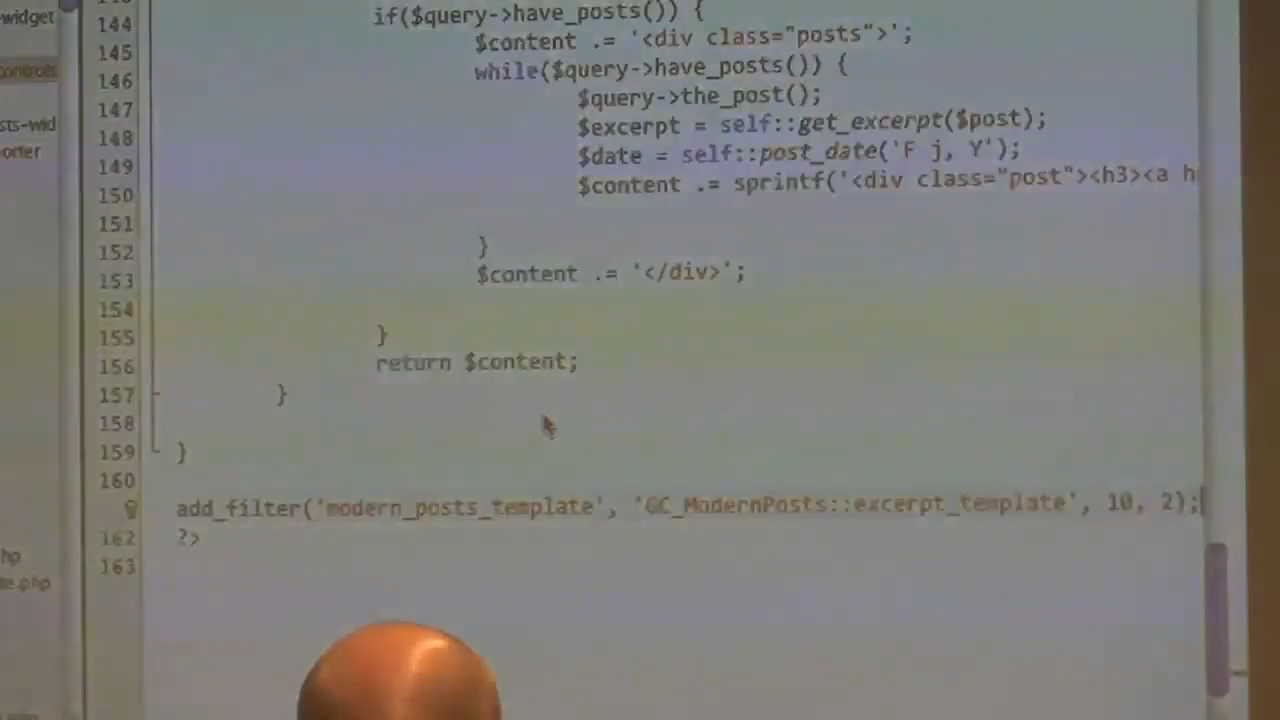 -widget
controls
sts-wid
orter
hp
te.php
144 if($query->have_posts()) {
145 $content .= '<div class="posts">';
146 while($query->have_posts()) {
147 $query->the_post();
148 $excerpt = self::get_excerpt($post);
149 $date = self::post_date('F j, Y');
150 $content .= sprintf('<div class="post"><h3><a h
151
152 }
153 $content .= '</div>';
154
155 }
156 return $content;
157 }
158
159 }
160
add_filter('modern_posts_template', 'GC_ModernPosts::excerpt_template', 10, 2);
162 ?>
163